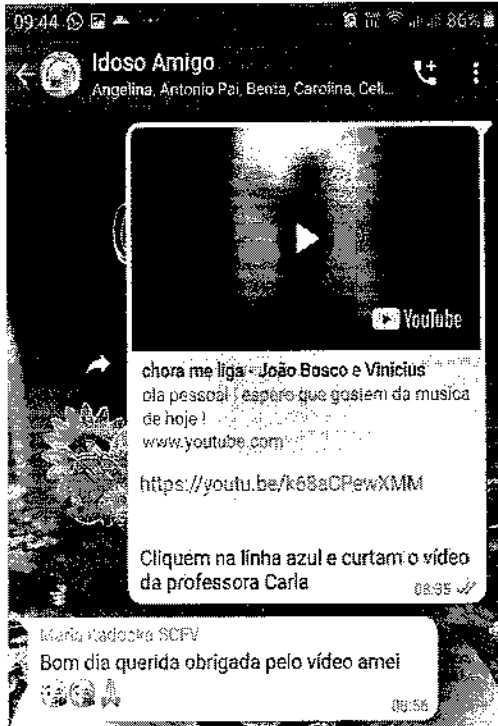 09:44 86%
Idoso Amigo
Angelina, Antonio Pai, Benta, Carolina, Celi...
YouTube
chora me liga - João Bosco e Vinicius
ola pessoal ! espero que gostem da musica
de hoje !
www.youtube.com
https://youtu.be/k68aCPewXMM
Cliquem na linha azul e curtam o vídeo
da professora Carla
Maria SCFV
Bom dia querida obrigada pelo vídeo amei
08:56